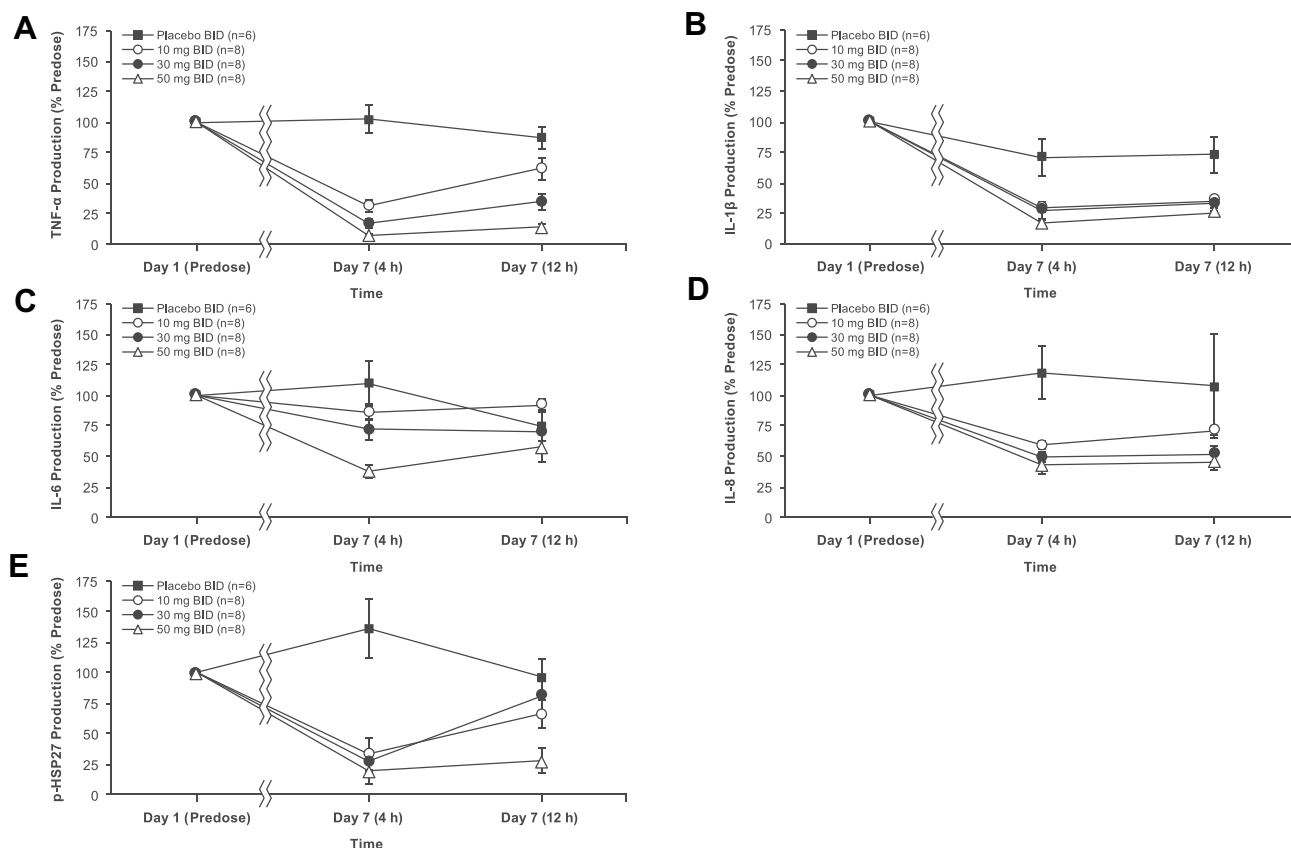 A
TNF-α Production (% Predose)
175
150
125
100
75
50
25
0
Placebo BID (n=6)
10 mg BID (n=8)
30 mg BID (n=8)
50 mg BID (n=8)
Day 1 (Predose)
Day 7 (4 h)
Day 7 (12 h)
Time
B
IL-1β Production (% Predose)
175
150
125
100
75
50
25
0
Placebo BID (n=6)
10 mg BID (n=8)
30 mg BID (n=8)
50 mg BID (n=8)
Day 1 (Predose)
Day 7 (4 h)
Day 7 (12 h)
Time
C
IL-6 Production (% Predose)
175
150
125
100
75
50
25
0
Placebo BID (n=6)
10 mg BID (n=8)
30 mg BID (n=8)
50 mg BID (n=8)
Day 1 (Predose)
Day 7 (4 h)
Day 7 (12 h)
Time
D
IL-8 Production (% Predose)
175
150
125
100
75
50
25
0
Placebo BID (n=6)
10 mg BID (n=8)
30 mg BID (n=8)
50 mg BID (n=8)
Day 1 (Predose)
Day 7 (4 h)
Day 7 (12 h)
Time
E
p-HSP27 Production (% Predose)
175
150
125
100
75
50
25
0
Placebo BID (n=6)
10 mg BID (n=8)
30 mg BID (n=8)
50 mg BID (n=8)
Day 1 (Predose)
Day 7 (4 h)
Day 7 (12 h)
Time